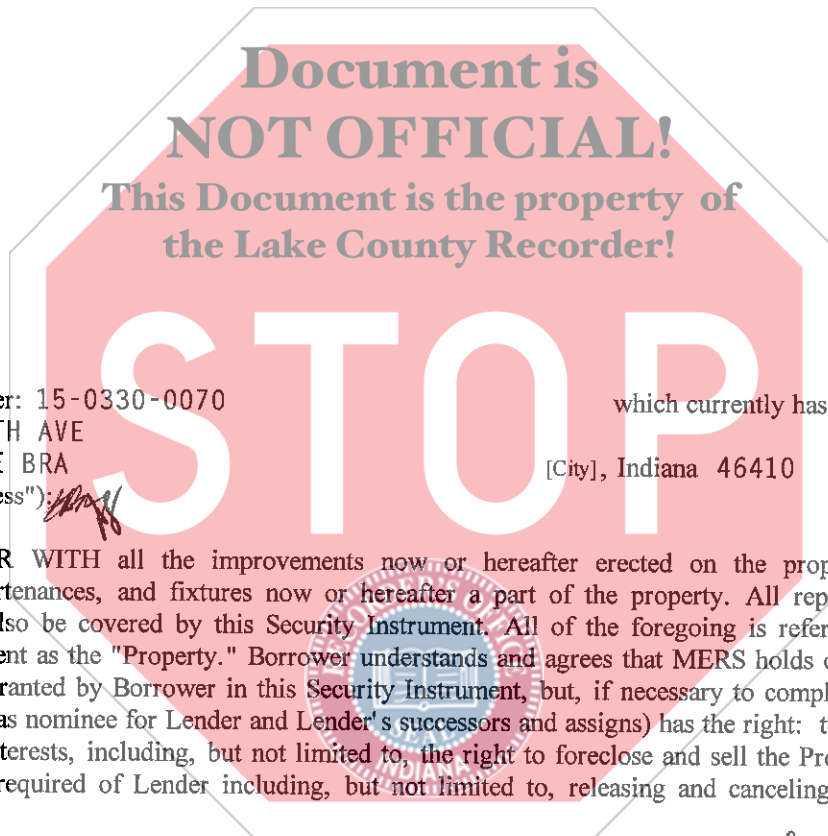 Document is
NOT OFFICIAL!
This Document is the property of
the Lake County Recorder!
STOP
er: 15-0330-0070 which currently has
TH AVE
E BRA [City], Indiana 46410
ess"):
R WITH all the improvements now or hereafter erected on the prop
rtenances, and fixtures now or hereafter a part of the property. All rep
lso be covered by this Security Instrument. All of the foregoing is refer
ent as the "Property." Borrower understands and agrees that MERS holds o
ranted by Borrower in this Security Instrument, but, if necessary to compl
as nominee for Lender and Lender's successors and assigns) has the right: t
terests, including, but not limited to, the right to foreclose and sell the Pro
required of Lender including, but not limited to, releasing and canceling
RECORDER'S OFFICE
SEAL
INDIANA